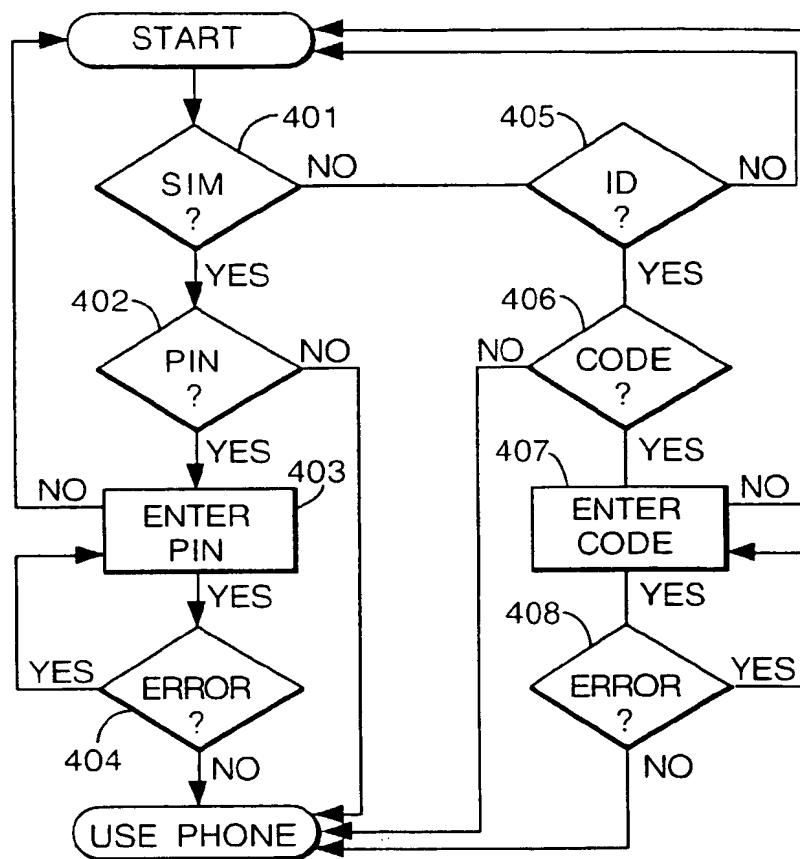 START
401
405
SIM
?
NO
ID
?
NO
YES
YES
402
406
PIN
?
NO
NO
CODE
?
YES
YES
403
407
NO
ENTER
PIN
ENTER
CODE
NO
YES
YES
408
YES
ERROR
?
ERROR
?
YES
404
NO
NO
USE PHONE